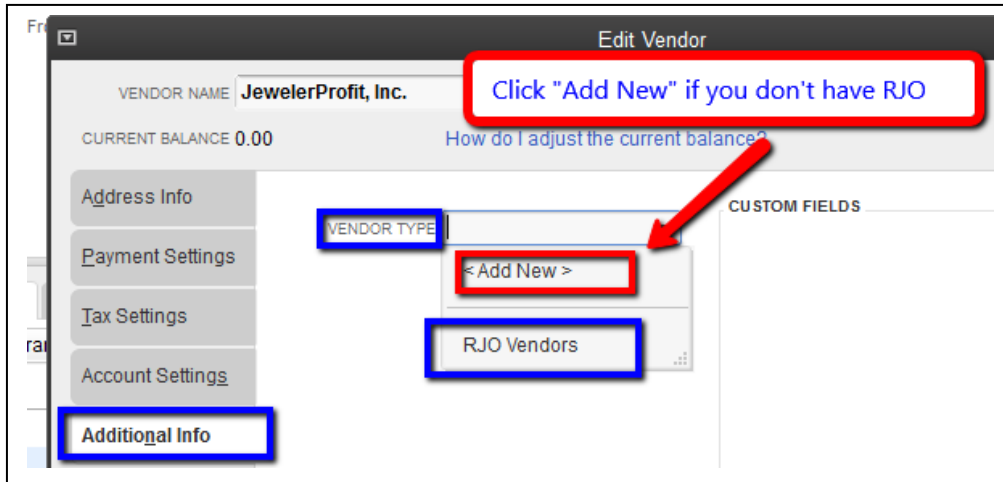 Fr
Edit Vendor
Click "Add New" if you don't have RJO
VENDOR NAME JewelerProfit, Inc.
CURRENT BALANCE 0.00 How do I adjust the current balance?
Address Info
CUSTOM FIELDS
VENDOR TYPE
Payment Settings
< Add New >
Tax Settings
RJO Vendors
Account Settings
Additional Info